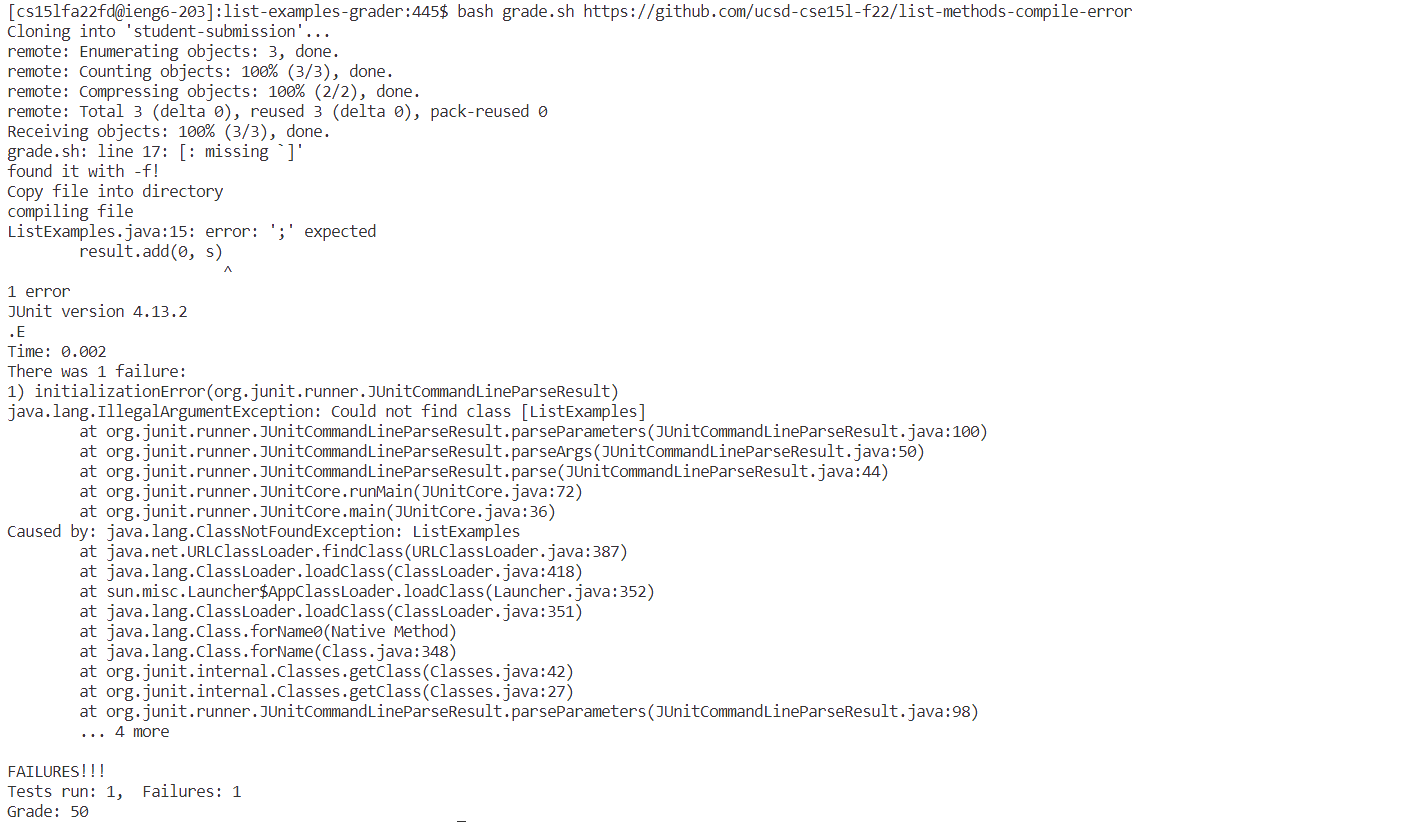 [cs15lfa22fd@ieng6-203]:list-examples-grader:445$ bash grade.sh https://github.com/ucsd-cse15l-f22/list-methods-compile-error
Cloning into 'student-submission'...
remote: Enumerating objects: 3, done.
remote: Counting objects: 100% (3/3), done.
remote: Compressing objects: 100% (2/2), done.
remote: Total 3 (delta 0), reused 3 (delta 0), pack-reused 0
Receiving objects: 100% (3/3), done.
grade.sh: line 17: [: missing `]'
found it with -f!
Copy file into directory
compiling file
ListExamples.java:15: error: ';' expected
        result.add(0, s)
                        ^
1 error
JUnit version 4.13.2
.E
Time: 0.002
There was 1 failure:
1) initializationError(org.junit.runner.JUnitCommandLineParseResult)
java.lang.IllegalArgumentException: Could not find class [ListExamples]
        at org.junit.runner.JUnitCommandLineParseResult.parseParameters(JUnitCommandLineParseResult.java:100)
        at org.junit.runner.JUnitCommandLineParseResult.parseArgs(JUnitCommandLineParseResult.java:50)
        at org.junit.runner.JUnitCommandLineParseResult.parse(JUnitCommandLineParseResult.java:44)
        at org.junit.runner.JUnitCore.runMain(JUnitCore.java:72)
        at org.junit.runner.JUnitCore.main(JUnitCore.java:36)
Caused by: java.lang.ClassNotFoundException: ListExamples
        at java.net.URLClassLoader.findClass(URLClassLoader.java:387)
        at java.lang.ClassLoader.loadClass(ClassLoader.java:418)
        at sun.misc.Launcher$AppClassLoader.loadClass(Launcher.java:352)
        at java.lang.ClassLoader.loadClass(ClassLoader.java:351)
        at java.lang.Class.forName0(Native Method)
        at java.lang.Class.forName(Class.java:348)
        at org.junit.internal.Classes.getClass(Classes.java:42)
        at org.junit.internal.Classes.getClass(Classes.java:27)
        at org.junit.runner.JUnitCommandLineParseResult.parseParameters(JUnitCommandLineParseResult.java:98)
        ... 4 more

FAILURES!!!
Tests run: 1,  Failures: 1
Grade: 50